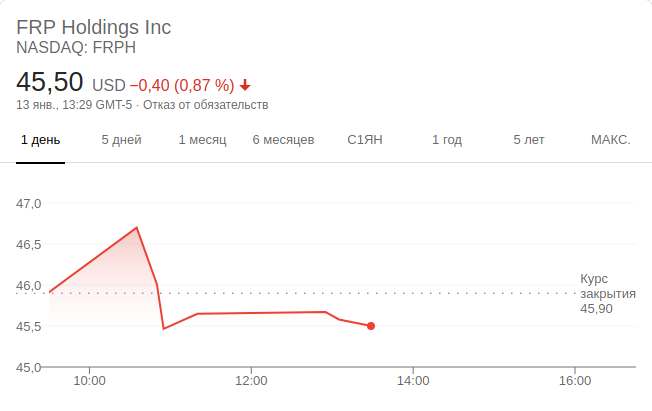 FRP Holdings Inc
NASDAQ: FRPH
45,50 USD −0,40 (0,87 %)
13 янв., 13:29 GMT-5 · Отказ от обязательств
1 день 5 дней 1 месяц 6 месяцев С1ЯН 1 год 5 лет МАКС.
47,0
46,5
46,0
45,5
45,0
Курс
закрытия
45,90
10:00 12:00 14:00 16:00